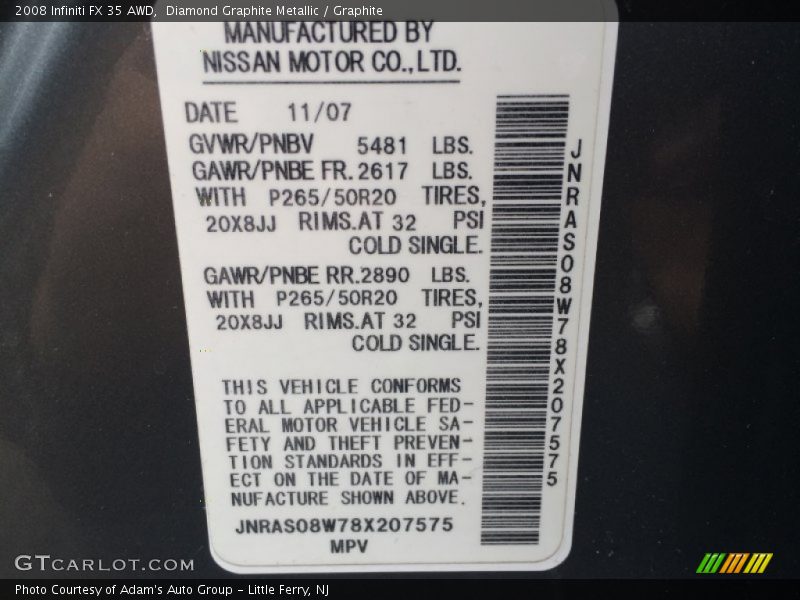 2008 Infiniti FX 35 AWD, Diamond Graphite Metallic / Graphite
MANUFACTURED BY
NISSAN MOTOR CO.,LTD.
DATE 11/07
GVWR/PNBV 5481 LBS.
GAWR/PNBE FR. 2617 LBS.
WITH P265/50R20 TIRES,
20X8JJ RIMS.AT 32 PSI
COLD SINGLE.
GAWR/PNBE RR. 2890 LBS.
WITH P265/50R20 TIRES,
20X8JJ RIMS.AT 32 PSI
COLD SINGLE.
THIS VEHICLE CONFORMS
TO ALL APPLICABLE FED-
ERAL MOTOR VEHICLE SA-
FETY AND THEFT PREVEN-
TION STANDARDS IN EFF-
ECT ON THE DATE OF MA-
NUFACTURE SHOWN ABOVE.
JNRAS08W78X207575
MPV
JNRAS08W78X207575
GTCARLOT.COM
Photo Courtesy of Adam's Auto Group – Little Ferry, NJ